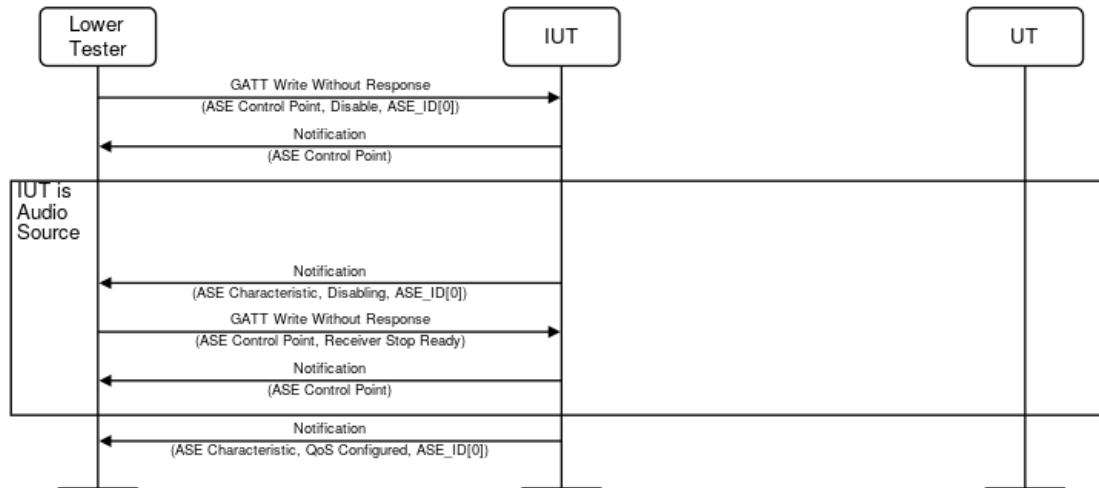 Lower
Tester
IUT
UT
GATT Write Without Response
(ASE Control Point, Disable, ASE_ID[0])
Notification
(ASE Control Point)
IUT is
Audio
Source
Notification
(ASE Characteristic, Disabling, ASE_ID[0])
GATT Write Without Response
(ASE Control Point, Receiver Stop Ready)
Notification
(ASE Control Point)
Notification
(ASE Characteristic, QoS Configured, ASE_ID[0])